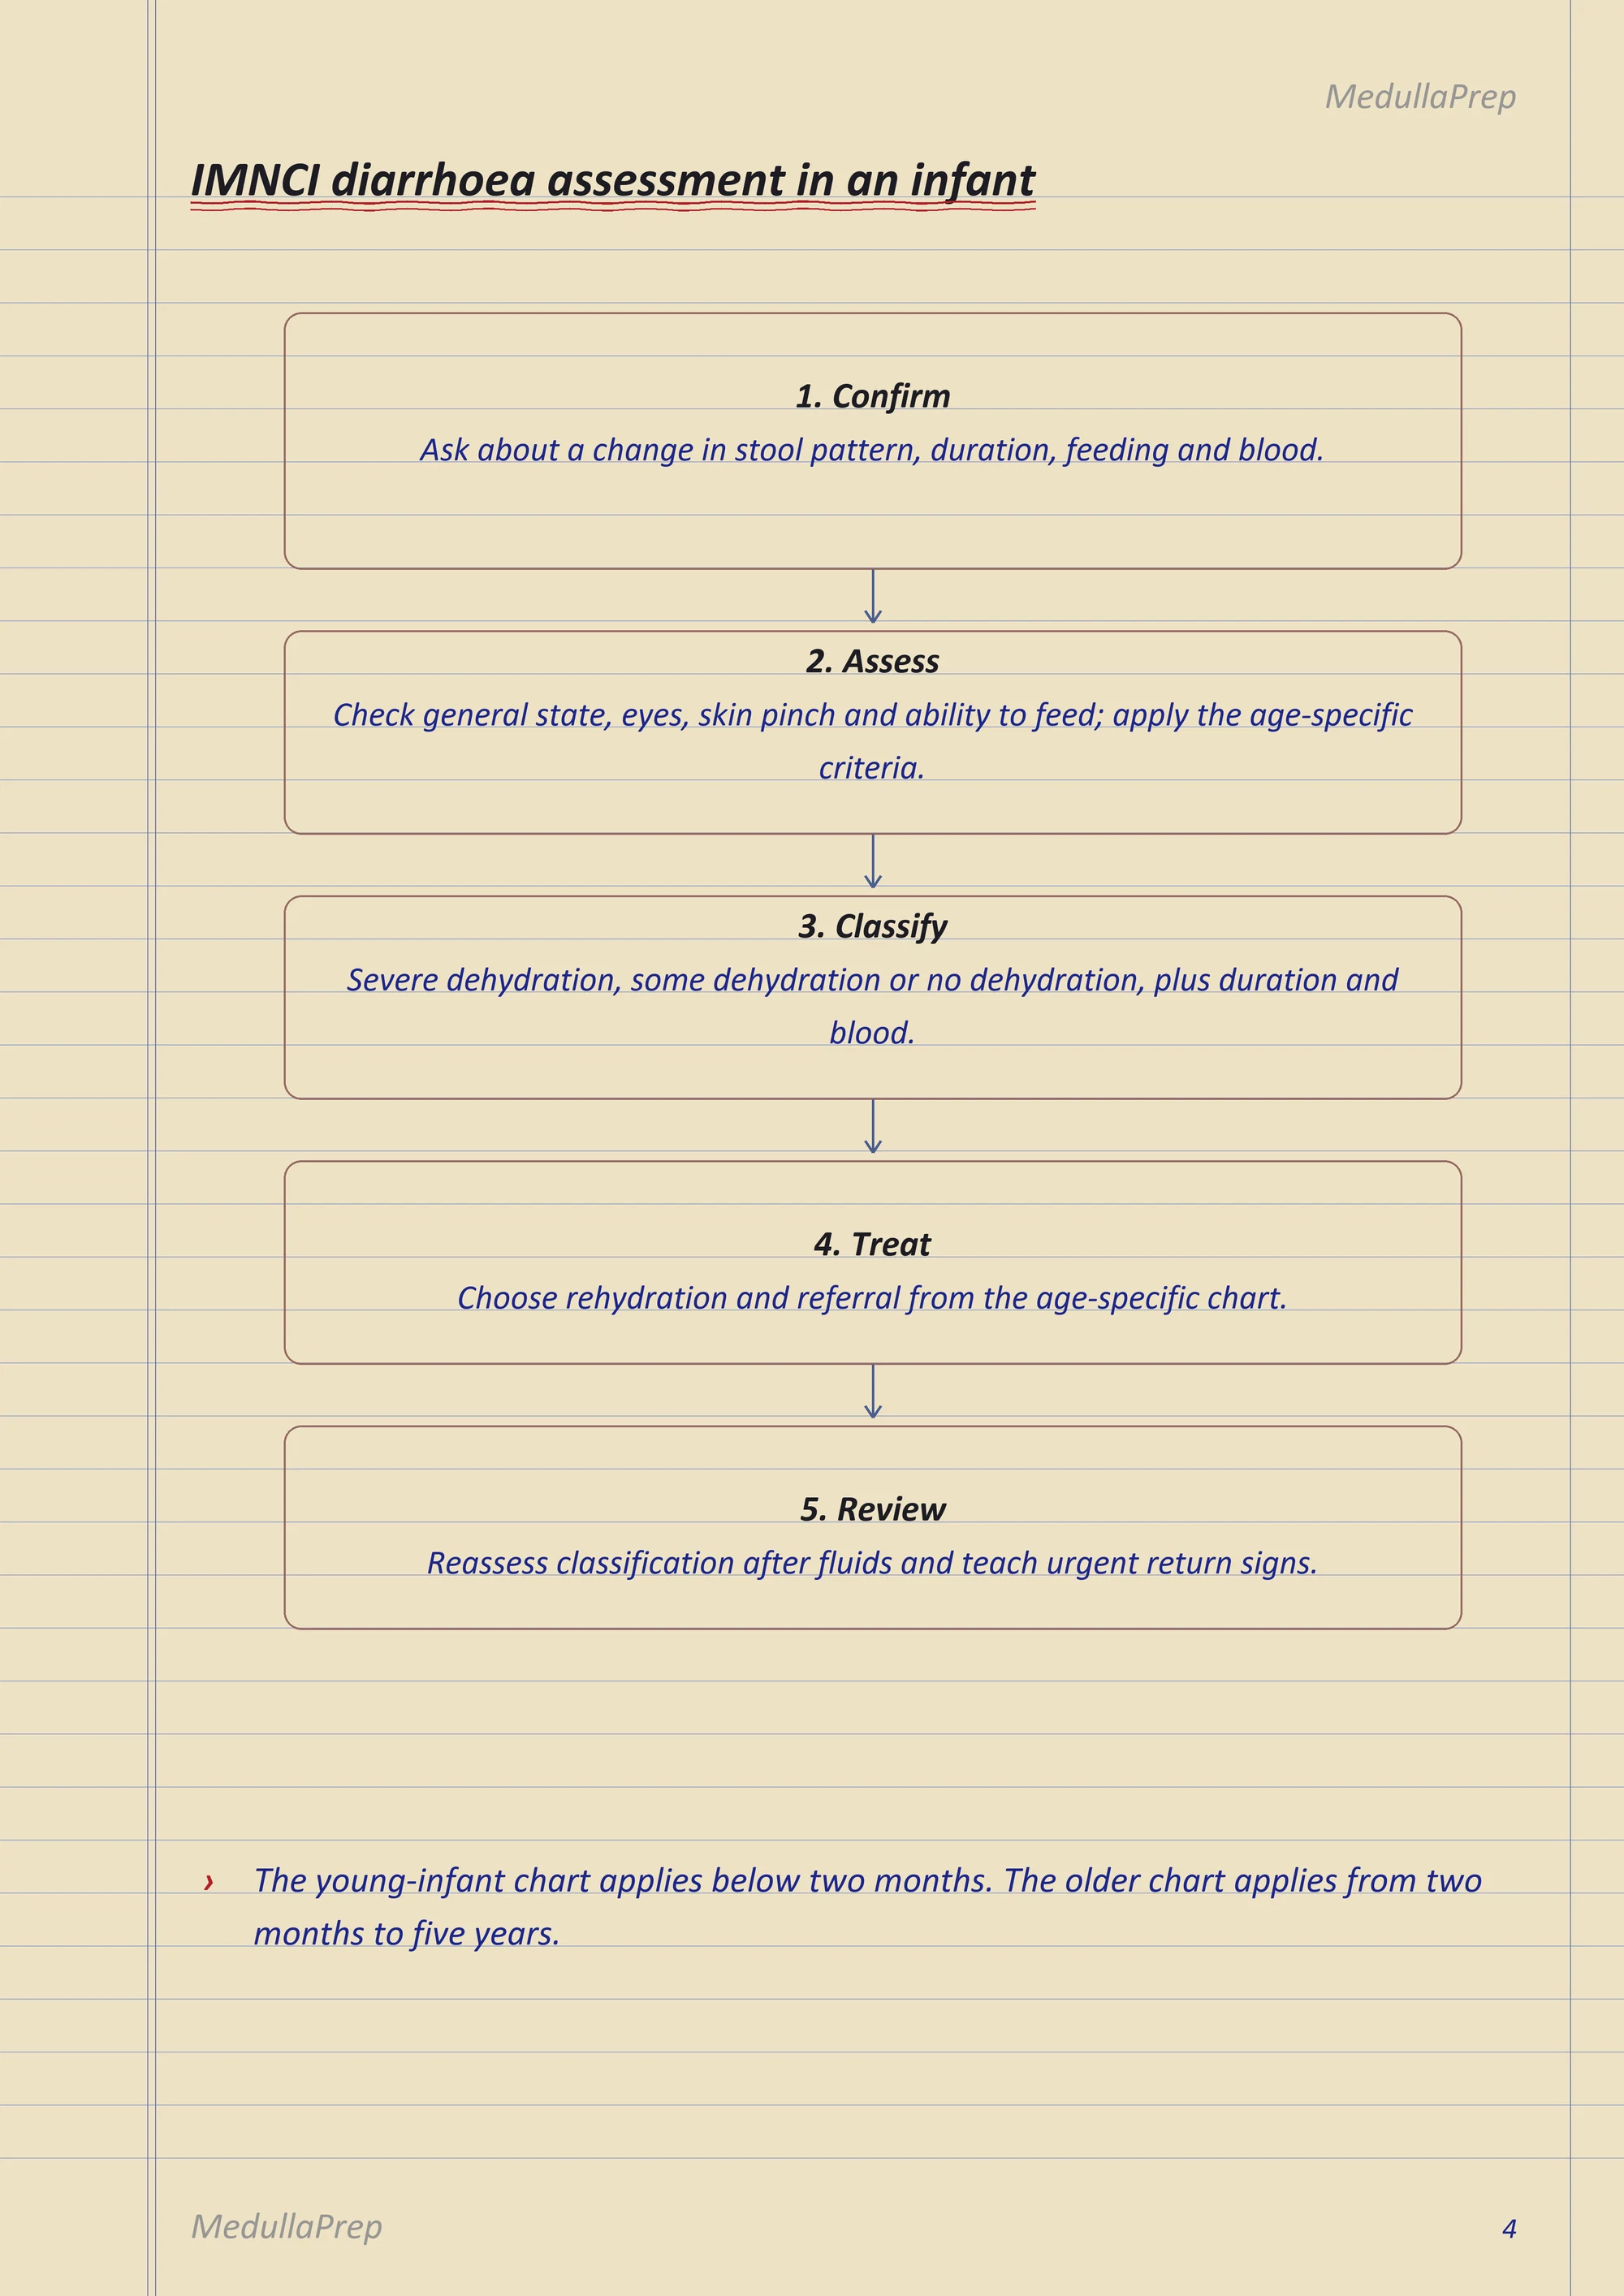 MedullaPrep
IMNCI diarrhoea assessment in an infant
1. Confirm
Ask about a change in stool pattern, duration, feeding and blood.
2. Assess
Check general state, eyes, skin pinch and ability to feed; apply the age-specific
criteria.
3. Classify
Severe dehydration, some dehydration or no dehydration, plus duration and
blood.
4. Treat
Choose rehydration and referral from the age-specific chart.
5. Review
Reassess classification after fluids and teach urgent return signs.
› The young-infant chart applies below two months. The older chart applies from two
months to five years.
MedullaPrep
4